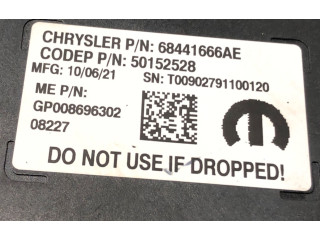 CHRYSLER P/N: 68441666AE
CODEP P/N: 50152528
MFG: 10/06/21 SN: T00902791100120
ME P/N:
GP008696302
08227
DO NOT USE IF DROPPED!